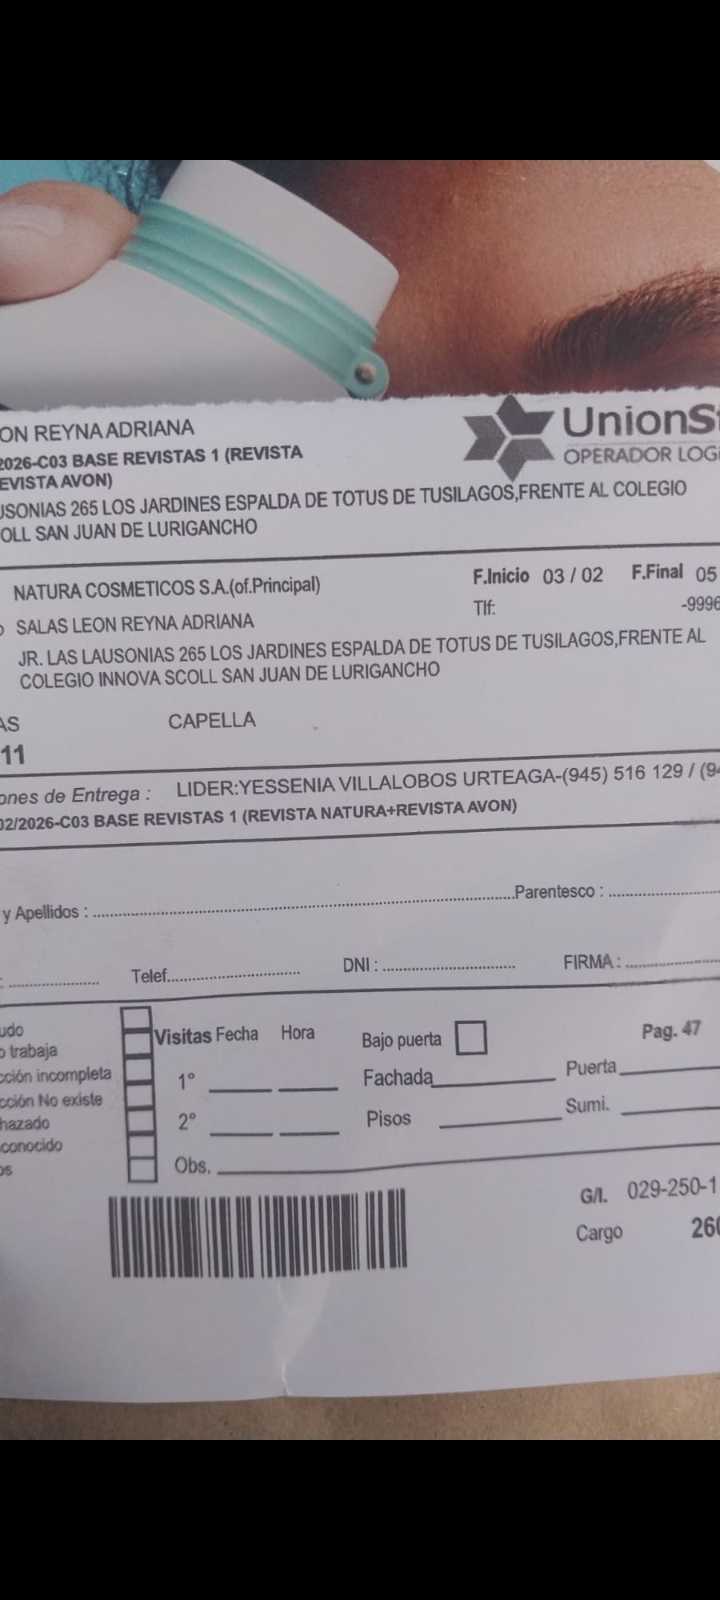 ON REYNA ADRIANA
2026-C03 BASE REVISTAS 1 (REVISTA
EVISTA AVON)
USONIAS 265 LOS JARDINES ESPALDA DE TOTUS DE TUSILAGOS,FRENTE AL COLEGIO
OLL SAN JUAN DE LURIGANCHO
UnionSt
OPERADOR LOGI
NATURA COSMETICOS S.A.(of.Principal)
F.Inicio 03 / 02 F.Final 05
o SALAS LEON REYNA ADRIANA
Tlf: -9996
JR. LAS LAUSONIAS 265 LOS JARDINES ESPALDA DE TOTUS DE TUSILAGOS,FRENTE AL
COLEGIO INNOVA SCOLL SAN JUAN DE LURIGANCHO
AS CAPELLA
11
ones de Entrega : LIDER:YESSENIA VILLALOBOS URTEAGA-(945) 516 129 / (94
02/2026-C03 BASE REVISTAS 1 (REVISTA NATURA+REVISTA AVON)
y Apellidos : Parentesco :
: Telef. DNI : FIRMA :
udo
o trabaja
cción incompleta
cción No existe
hazado
conocido
os
Visitas Fecha Hora
1°
2°
Obs.
Bajo puerta
Fachada
Pisos
Pag. 47
Puerta
Sumi.
G/I. 029-250-1
Cargo 260